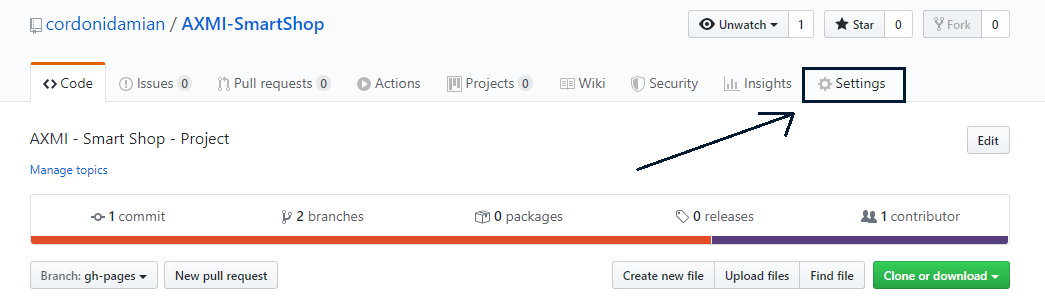 cordonidamian / AXMI-SmartShop
Unwatch 1 Star 0 Fork 0
Code Issues 0 Pull requests 0 Actions Projects 0 Wiki Security Insights Settings
AXMI - Smart Shop - Project
Edit
Manage topics
1 commit 2 branches 0 packages 0 releases 1 contributor
Branch: gh-pages New pull request Create new file Upload files Find file Clone or download